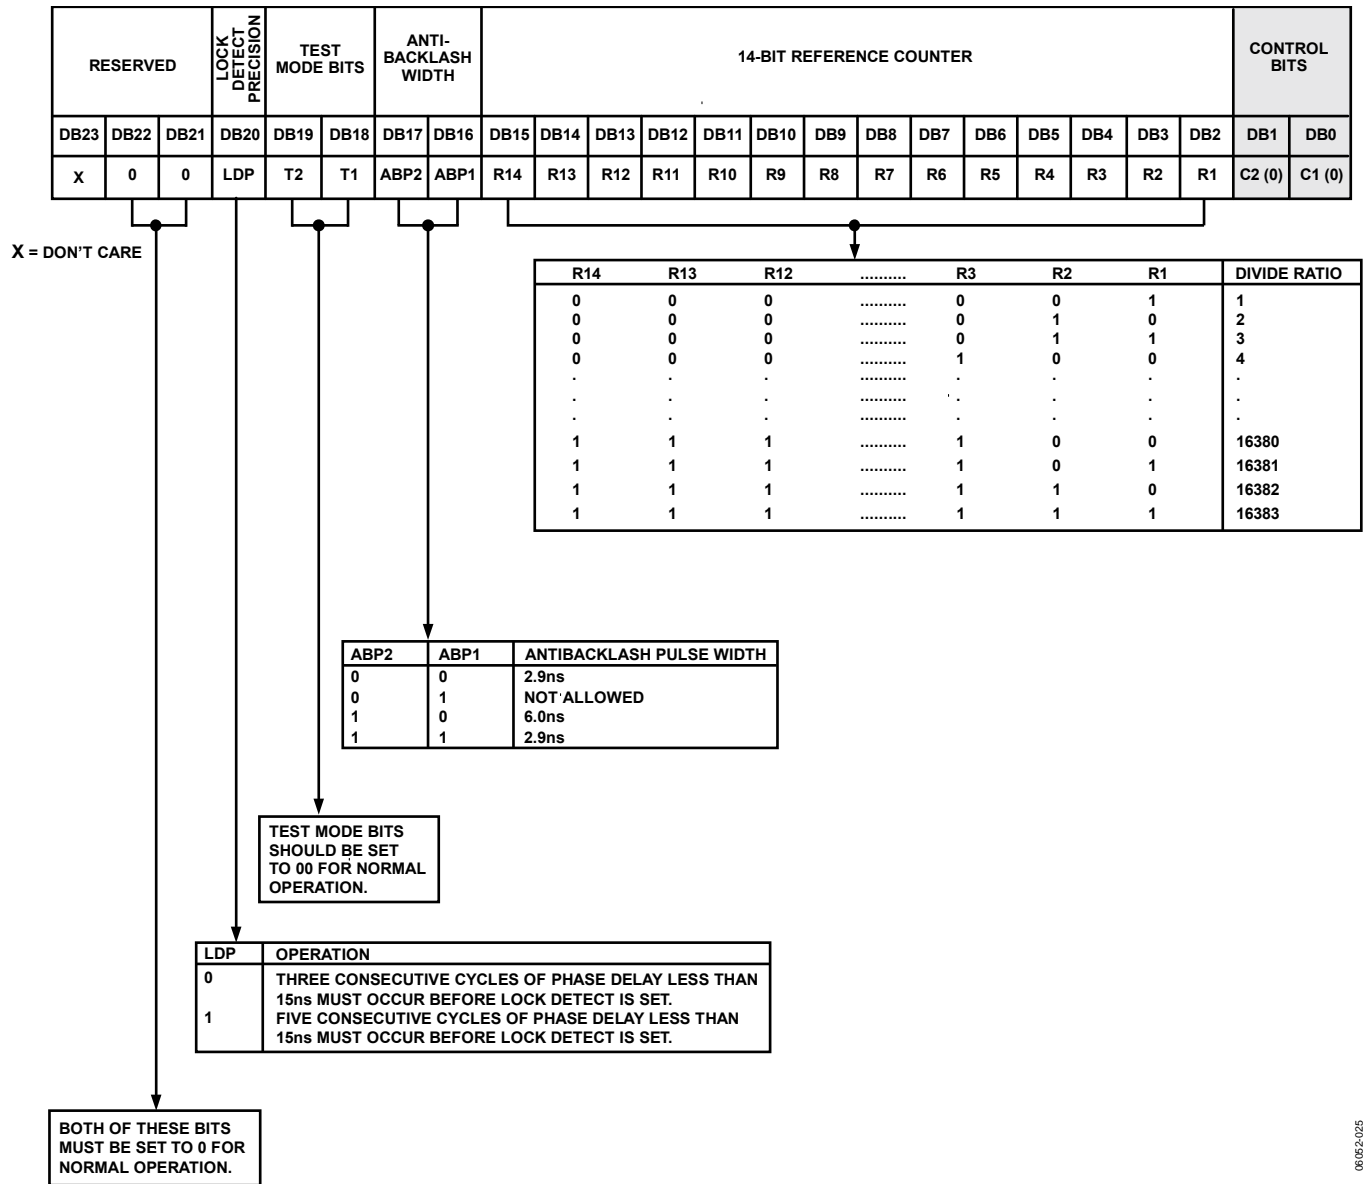 RESERVED
LOCK
DETECT
PRECISION
TEST
MODE BITS
ANTI-
BACKLASH
WIDTH
14-BIT REFERENCE COUNTER
CONTROL
BITS
DB23 DB22 DB21 DB20 DB19 DB18 DB17 DB16 DB15 DB14 DB13 DB12 DB11 DB10 DB9 DB8 DB7 DB6 DB5 DB4 DB3 DB2 DB1 DB0
X 0 0 LDP T2 T1 ABP2 ABP1 R14 R13 R12 R11 R10 R9 R8 R7 R6 R5 R4 R3 R2 R1 C2 (0) C1 (0)
X = DON'T CARE
R14 R13 R12 .......... R3 R2 R1 DIVIDE RATIO
0 0 0 .......... 0 0 1 1
0 0 0 .......... 0 1 0 2
0 0 0 .......... 0 1 1 3
0 0 0 .......... 1 0 0 4
. . . .......... . . . .
. . . .......... . . . .
. . . .......... . . . .
1 1 1 .......... 1 0 0 16380
1 1 1 .......... 1 0 1 16381
1 1 1 .......... 1 1 0 16382
1 1 1 .......... 1 1 1 16383
ABP2 ABP1 ANTIBACKLASH PULSE WIDTH
0 0 2.9ns
0 1 NOT ALLOWED
1 0 6.0ns
1 1 2.9ns
TEST MODE BITS
SHOULD BE SET
TO 00 FOR NORMAL
OPERATION.
LDP OPERATION
0 THREE CONSECUTIVE CYCLES OF PHASE DELAY LESS THAN
15ns MUST OCCUR BEFORE LOCK DETECT IS SET.
1 FIVE CONSECUTIVE CYCLES OF PHASE DELAY LESS THAN
15ns MUST OCCUR BEFORE LOCK DETECT IS SET.
BOTH OF THESE BITS
MUST BE SET TO 0 FOR
NORMAL OPERATION.
06052-025